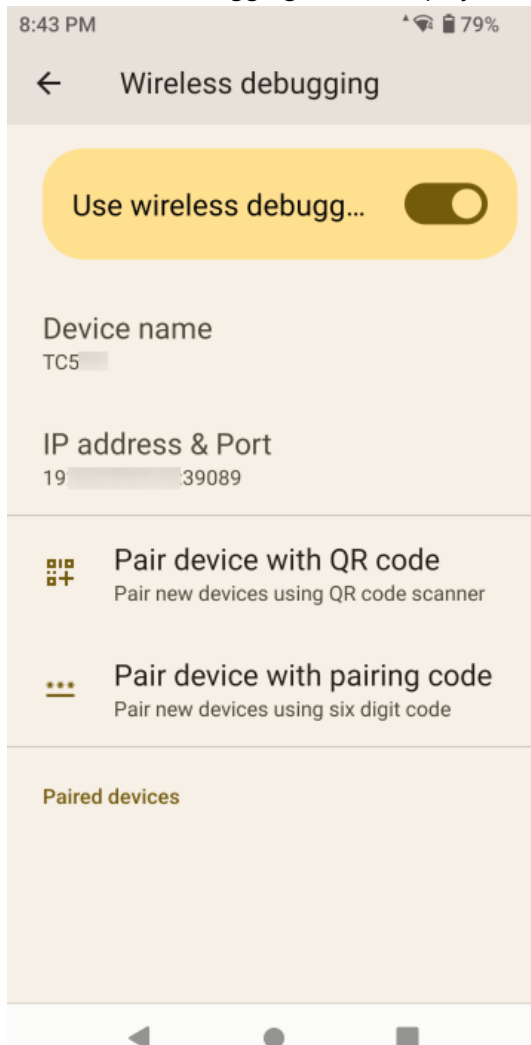 8:43 PM 79%
Wireless debugging
Use wireless debugg...
Device name
TC5
IP address & Port
19 :39089
Pair device with QR code
Pair new devices using QR code scanner
Pair device with pairing code
Pair new devices using six digit code
Paired devices